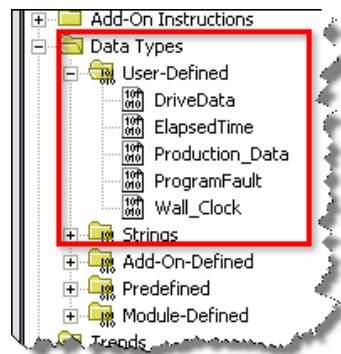 Add-On Instructions
Data Types
User-Defined
DriveData
ElapsedTime
Production_Data
ProgramFault
Wall_Clock
Strings
Add-On-Defined
Predefined
Module-Defined
Trends